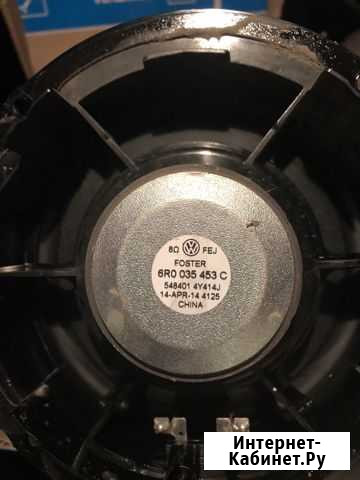 8Ω FEJ
FOSTER
6R0 035 453 C
548401 4Y414J
14-APR-14 4125
CHINA
Интернет-
Кабинет.Ру